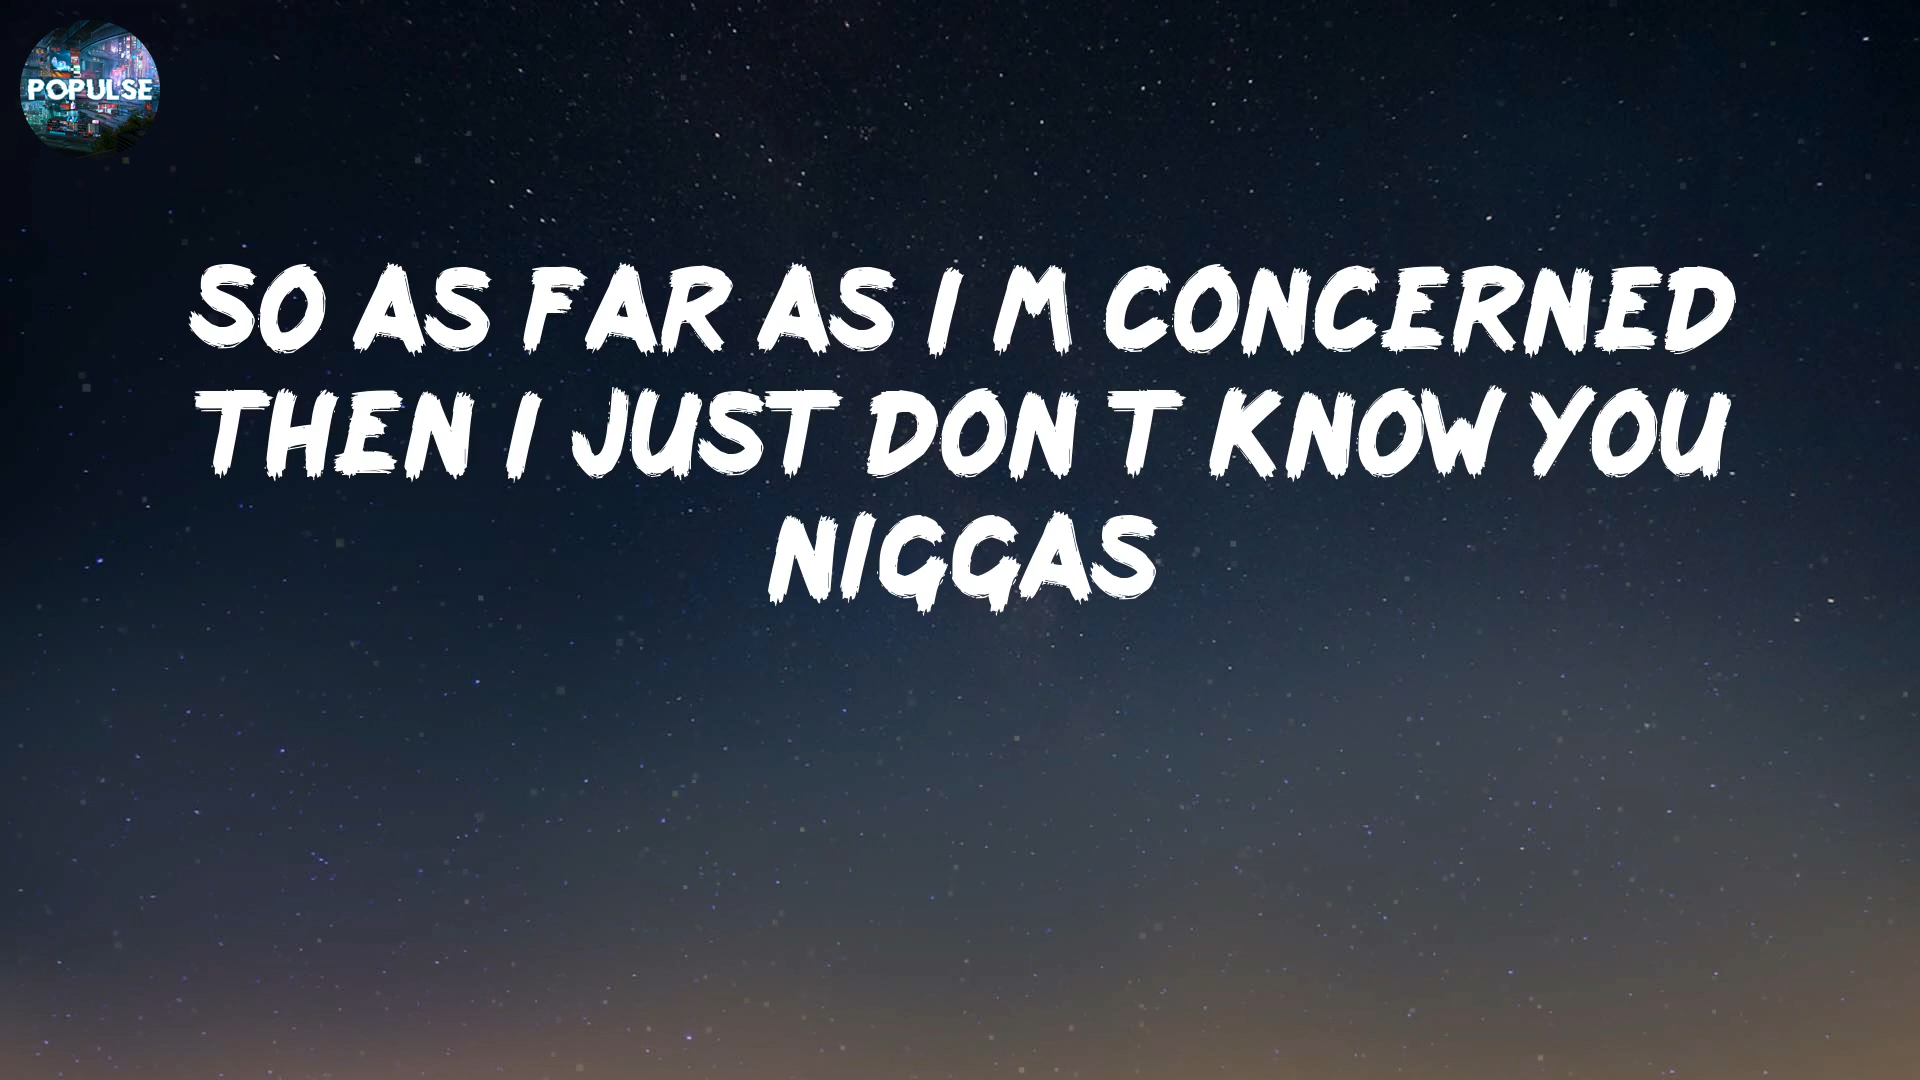 POPULSE
SO AS FAR AS I M CONCERNED
THEN I JUST DON T KNOW YOU
NIGGAS